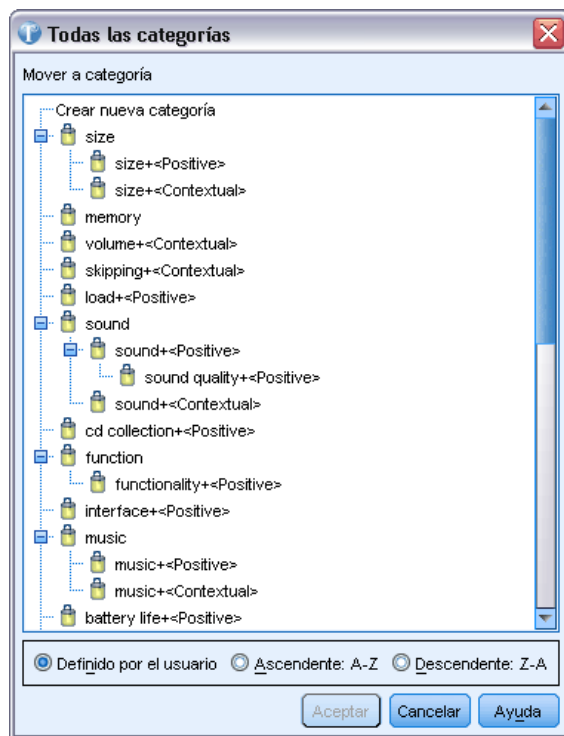 Todas las categorías
Mover a categoría
Crear nueva categoría
size
size+<Positive>
size+<Contextual>
memory
volume+<Contextual>
skipping+<Contextual>
load+<Positive>
sound
sound+<Positive>
sound quality+<Positive>
sound+<Contextual>
cd collection+<Positive>
function
functionality+<Positive>
interface+<Positive>
music
music+<Positive>
music+<Contextual>
battery life+<Positive>
Definido por el usuario Ascendente: A-Z Descendente: Z-A
Aceptar Cancelar Ayuda